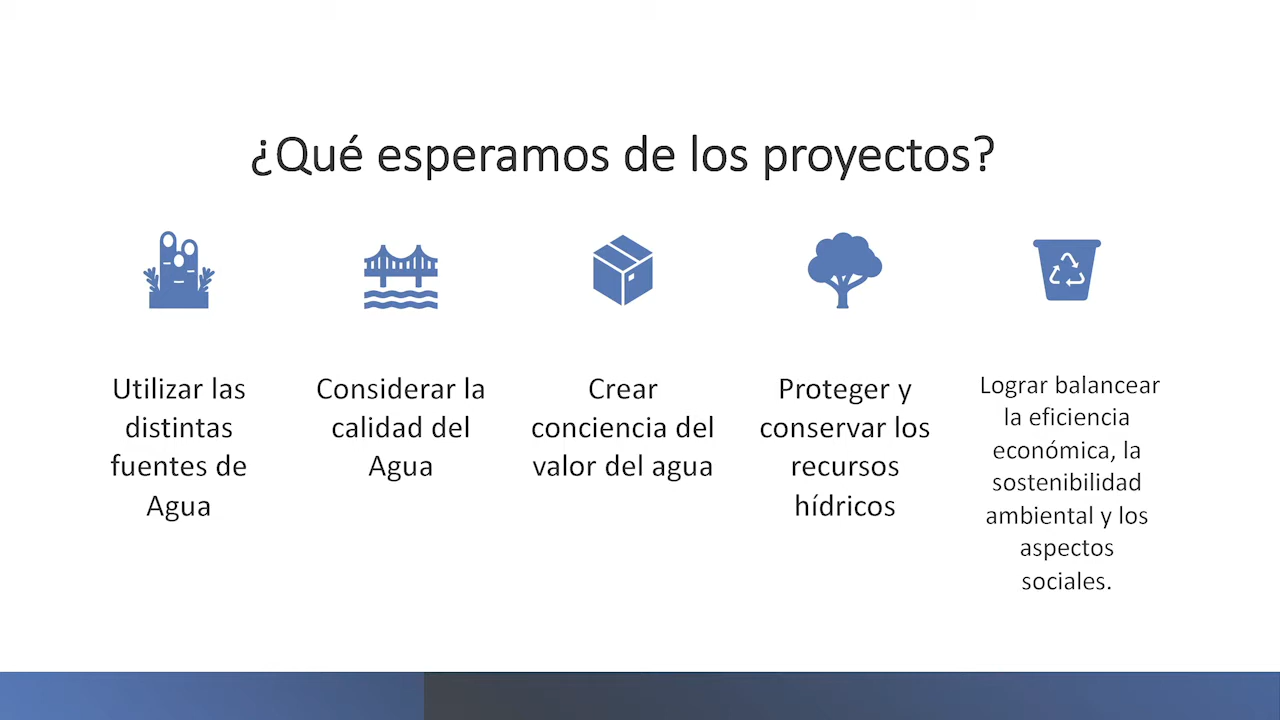 ¿Qué esperamos de los proyectos?
Utilizar las
distintas
fuentes de
Agua
Considerar la
calidad del
Agua
Crear
conciencia del
valor del agua
Proteger y
conservar los
recursos
hídricos
Lograr balancear
la eficiencia
económica, la
sostenibilidad
ambiental y los
aspectos
sociales.